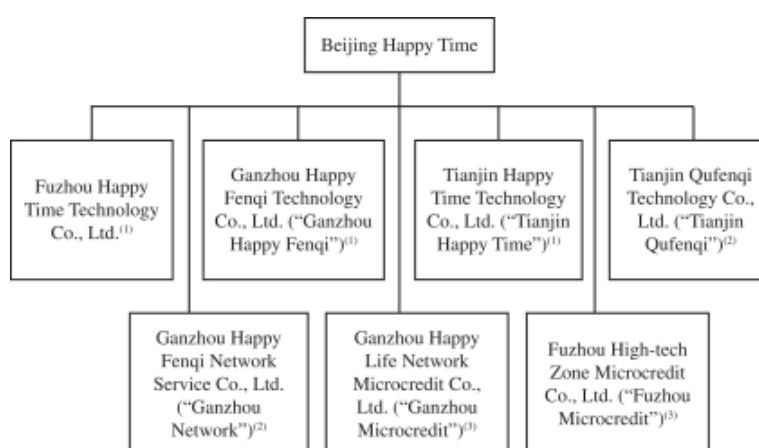 Beijing Happy Time
Fuzhou Happy
Time Technology
Co., Ltd.⁽¹⁾
Ganzhou Happy
Fenqi Technology
Co., Ltd. (“Ganzhou
Happy Fenqi”)⁽¹⁾
Tianjin Happy
Time Technology
Co., Ltd. (“Tianjin
Happy Time”)⁽¹⁾
Tianjin Qufenqi
Technology Co.,
Ltd. (“Tianjin
Qufenqi”)⁽²⁾
Ganzhou Happy
Fenqi Network
Service Co., Ltd.
(“Ganzhou
Network”)⁽²⁾
Ganzhou Happy
Life Network
Microcredit Co.,
Ltd. (“Ganzhou
Microcredit”)⁽³⁾
Fuzhou High-tech
Zone Microcredit
Co., Ltd. (“Fuzhou
Microcredit”)⁽³⁾